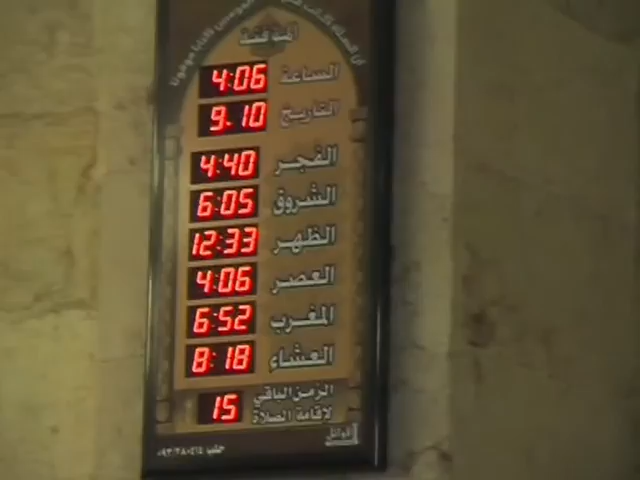 الساعة 4:06
التاريخ 9.10
الفجر 4:40
الشروق 6:05
الظهر 12:33
العصر 4:06
المغرب 6:52
العشاء 8:18
الزمن الباقي
لإقامة الصلاة 15
حلب